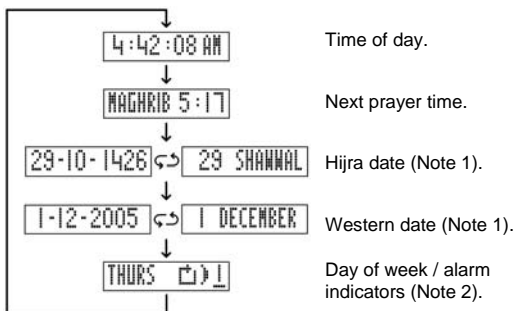 4:42:08 AM Time of day.
MAGHRIB 5:17 Next prayer time.
29-10-1426 29 SHAWWAL Hijra date (Note 1).
1-12-2005 1 DECEMBER Western date (Note 1).
THURS Day of week / alarm
indicators (Note 2).